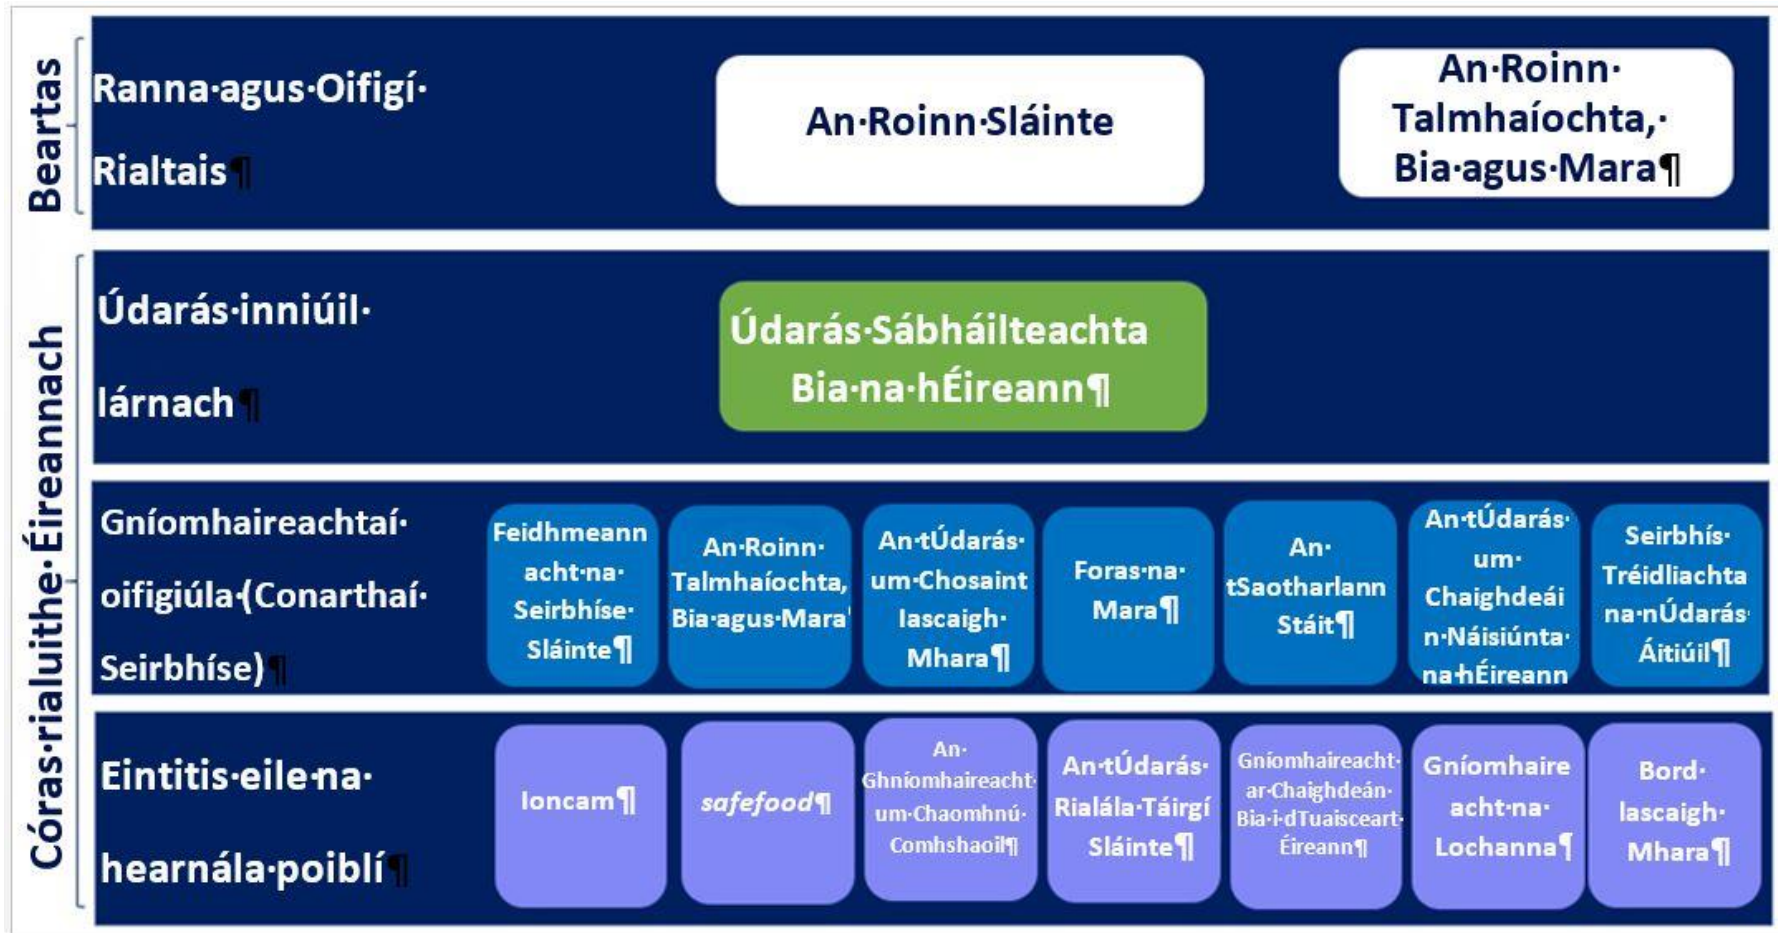 Beartas
Ranna·agus·Oifigí·
Rialtais¶
An·Roinn·Sláinte
An·Roinn·
Talmhaíochta,·
Bia·agus·Mara¶
Córas·rialuithe·Éireannach
Údarás·inniúil·
lárnach¶
Údarás·Sábháilteachta
Bia·na·hÉireann¶
Gníomhaireachtaí·
oifigiúla·(Conarthaí·
Seirbhíse)¶
Feidhmeann
acht·na·
Seirbhíse·
Sláinte¶
An·Roinn·
Talmhaíochta,
Bia·agus·Mara
An·tÚdarás·
um·Chosaint
Iascaigh·
Mhara¶
Foras·na·
Mara¶
An·
tSaotharlann
Stáit¶
An·tÚdarás·
um·
Chaighdeái
n·Náisiúnta·
na·hÉireann
Seirbhís·
Tréidliachta
na·nÚdarás·
Áitiúil¶
Eintitis·eile·na·
hearnála·poiblí¶
Ioncam¶
safefood¶
An·
Ghníomhaireacht·
um·Chaomhnú·
Comhshaoil¶
An·tÚdarás·
Rialála·Táirgí
Sláinte¶
Gníomhaireacht·
ar·Chaighdeán·
Bia·i·dTuaisceart·
Éireann¶
Gníomhaire
acht·na·
Lochanna¶
Bord·
Iascaigh·
Mhara¶